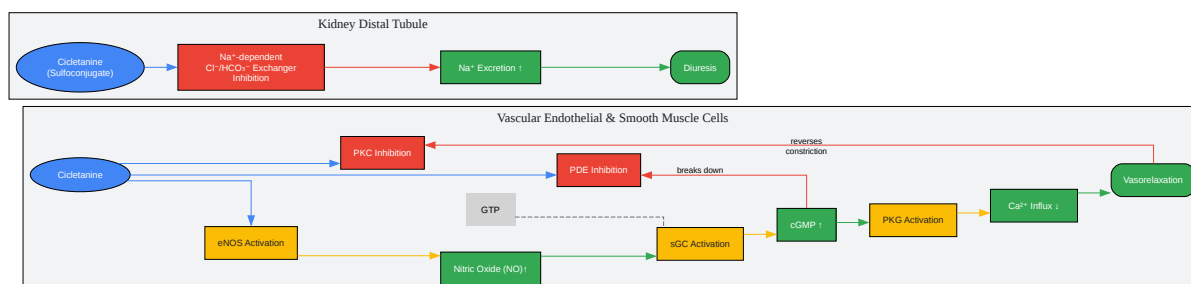 Kidney Distal Tubule
Cicletanine
(Sulfoconjugate)
Na⁺-dependent
Cl⁻/HCO₃⁻ Exchanger
Inhibition
Na⁺ Excretion ↑
Diuresis
Vascular Endothelial & Smooth Muscle Cells
reverses
constriction
PKC Inhibition
Cicletanine
PDE Inhibition
breaks down
Vasorelaxation
GTP
cGMP ↑
PKG Activation
Ca²⁺ Influx ↓
eNOS Activation
sGC Activation
Nitric Oxide (NO)↑